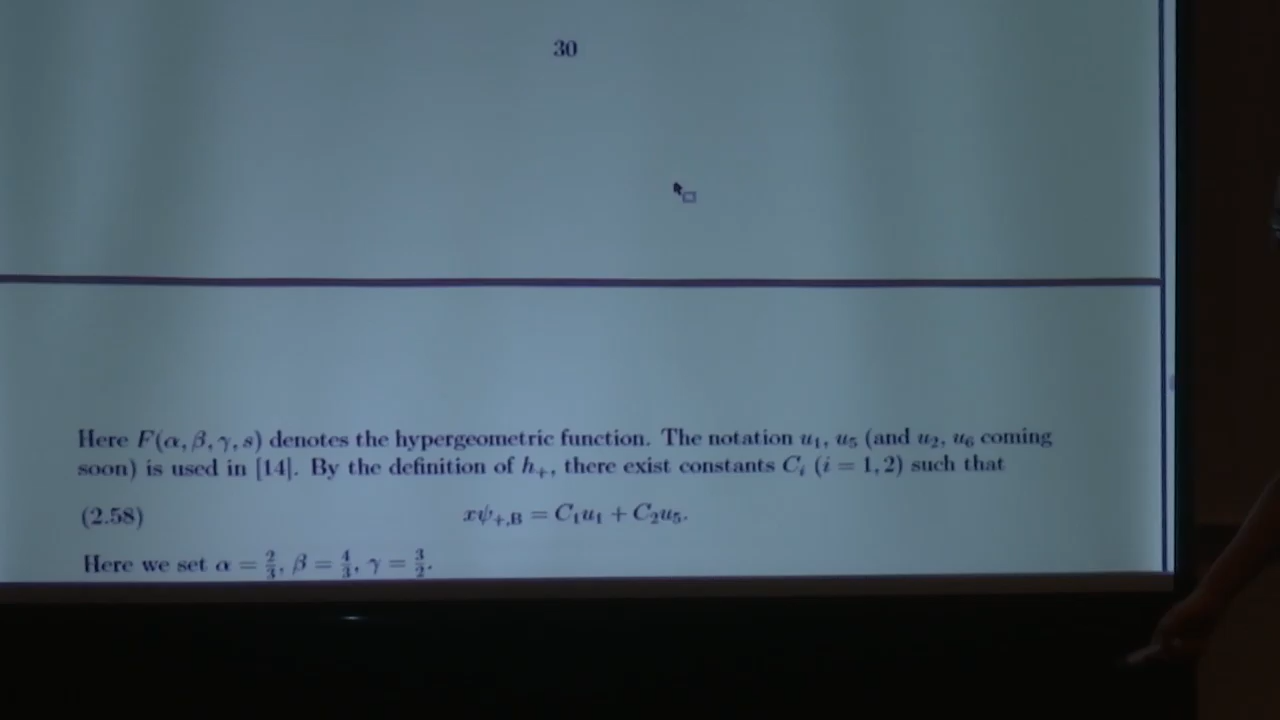 30
Here F(α, β, γ, s) denotes the hypergeometric function. The notation u₁, u₅ (and u₂, u₆ coming
soon) is used in [14]. By the definition of h₊, there exist constants Cᵢ (i = 1, 2) such that
(2.58) xψ₊,B = C₁u₁ + C₂u₅.
Here we set α = 2/3, β = 4/3, γ = 3/2.